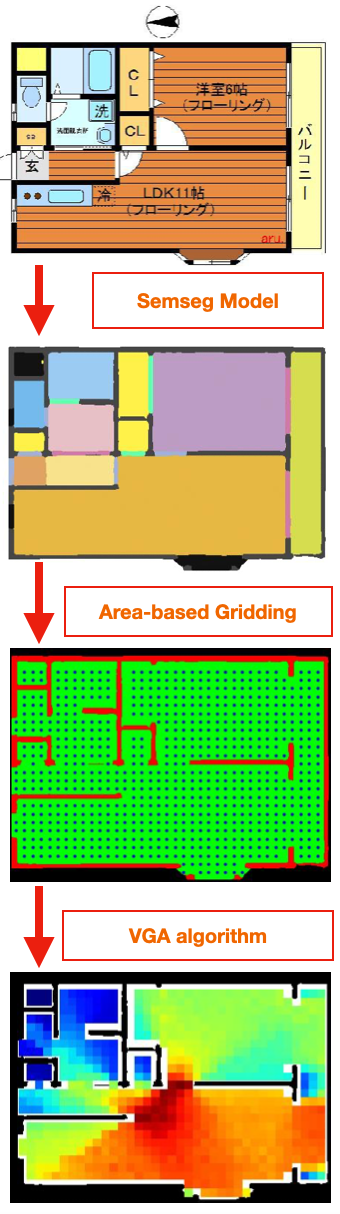 C
L
洋室6帖
(フローリング)
バルコニー
洗
洗面脱衣所
CL
玄
冷
LDK11帖
(フローリング)
aru.
Semseg Model
Area-based Gridding
VGA algorithm